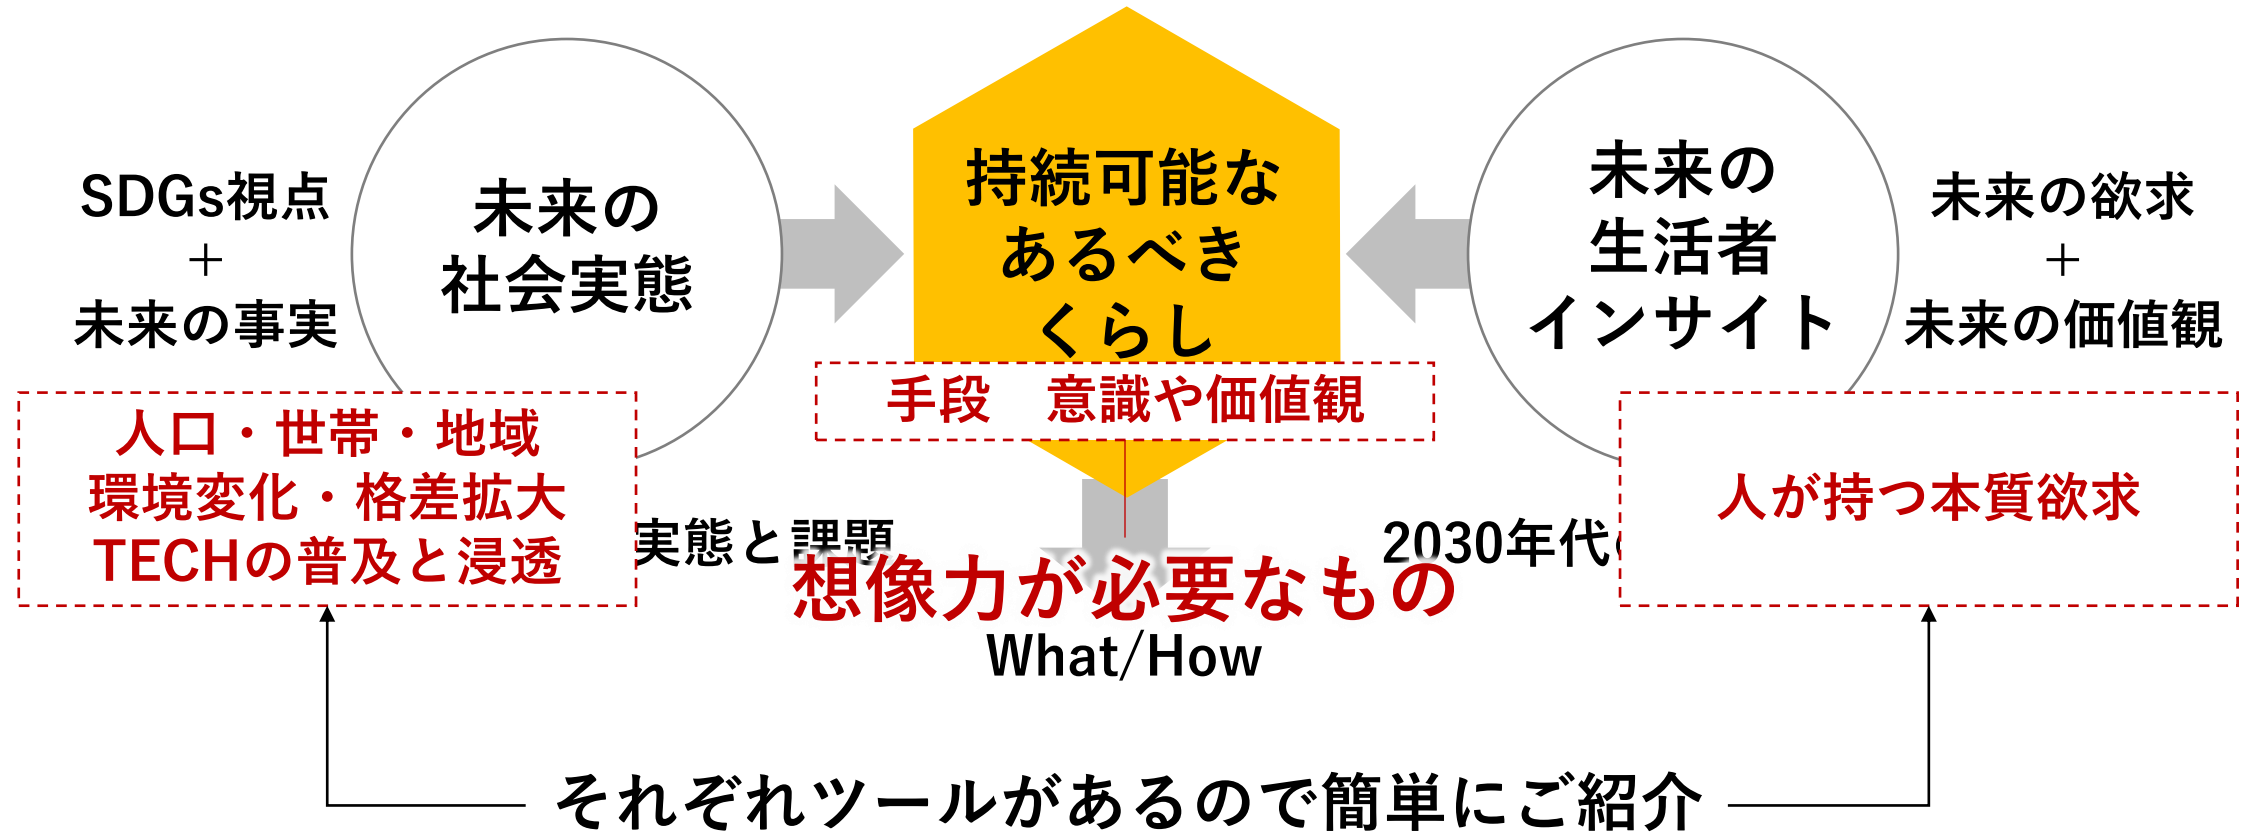 SDGs視点
+
未来の事実
未来の
社会実態
持続可能な
あるべき
くらし
未来の
生活者
インサイト
未来の欲求
+
未来の価値観
手段　意識や価値観
人口・世帯・地域
環境変化・格差拡大
TECHの普及と浸透
実態と課題
2030年代
人が持つ本質欲求
想像力が必要なもの
What/How
それぞれツールがあるので簡単にご紹介